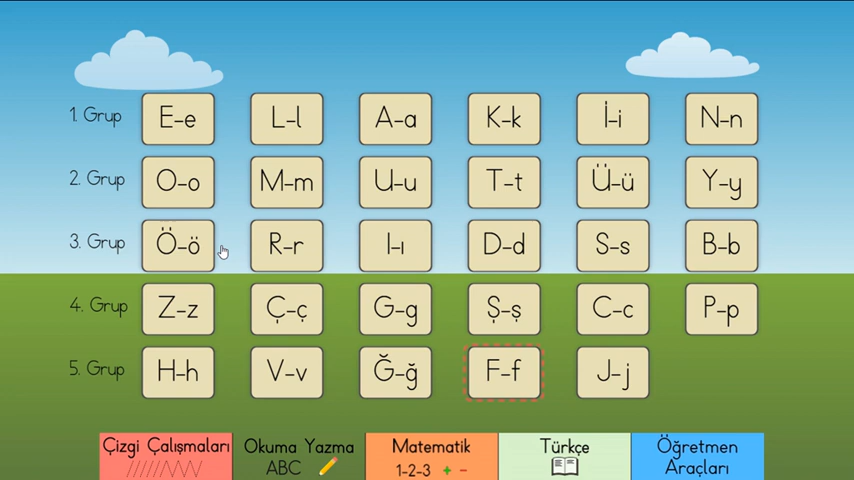 1. Grup E-e L-l A-a K-k İ-i N-n
2. Grup O-o M-m U-u T-t Ü-ü Y-y
3. Grup Ö-ö R-r I-ı D-d S-s B-b
4. Grup Z-z Ç-ç G-g Ş-ş C-c P-p
5. Grup H-h V-v Ğ-ğ F-f J-j
Çizgi Çalışmaları
Okuma Yazma
ABC
Matematik
1-2-3 + -
Türkçe
Öğretmen
Araçları